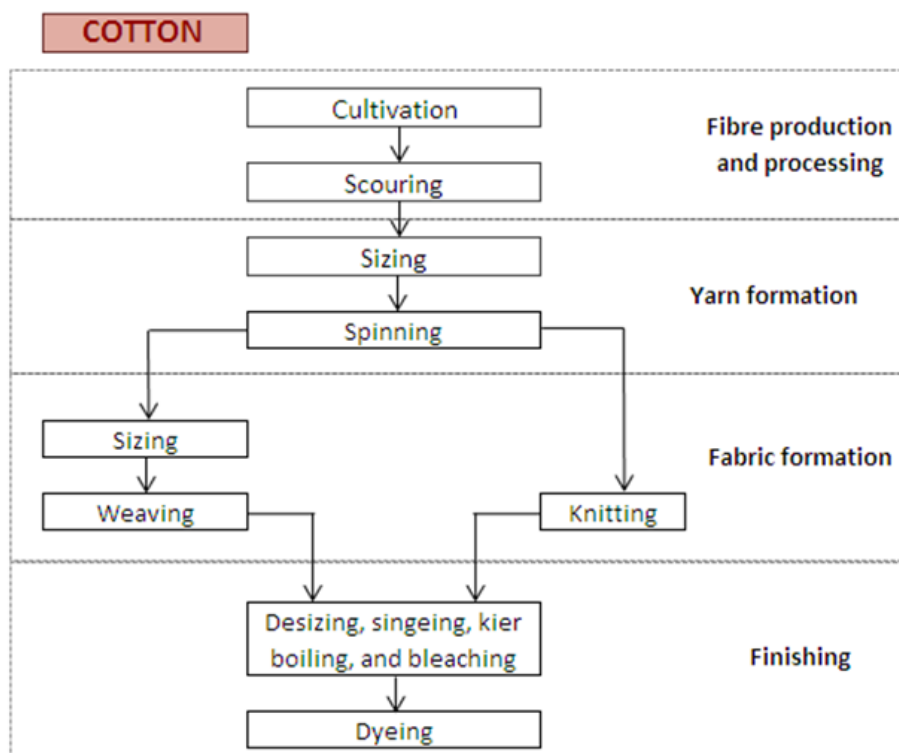 COTTON
Cultivation
Fibre production
and processing
Scouring
Sizing
Yarn formation
Spinning
Sizing
Fabric formation
Weaving
Knitting
Desizing, singeing, kier
boiling, and bleaching
Finishing
Dyeing